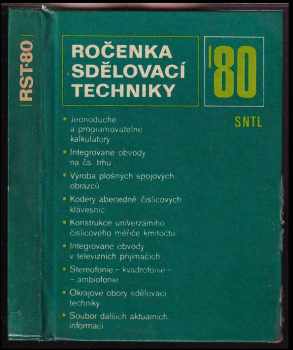 RST·80
ROČENKA
SDĚLOVACÍ
TECHNIKY
'80
SNTL
Jednoduché
a programovatelné
kalkulátory
Integrované obvody
na čs. trhu
Výroba plošných spojových
obrazců
Kodéry abecedně číslicových
klávesnic
Konstrukce univerzálního
číslicového měřiče kmitočtu
Integrované obvody
v televizních přijímačích
Stereofonie – kvadrofonie –
– ambiofonie
Okrajové obory sdělovací
techniky
Soubor dalších aktuálních
informací